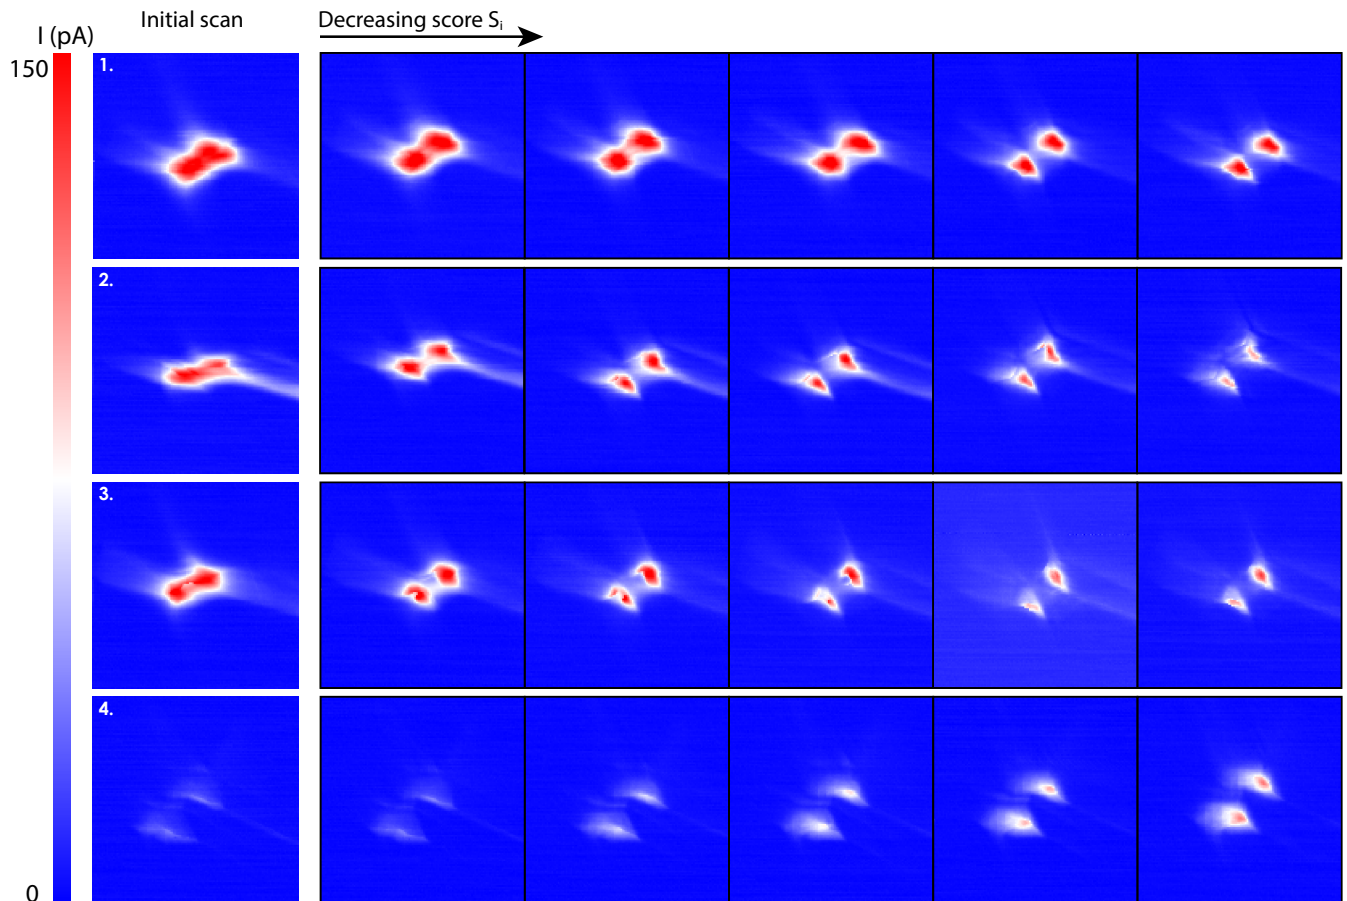 Initial scan
Decreasing score Sᵢ
I (pA)
150
1.
2.
3.
4.
0